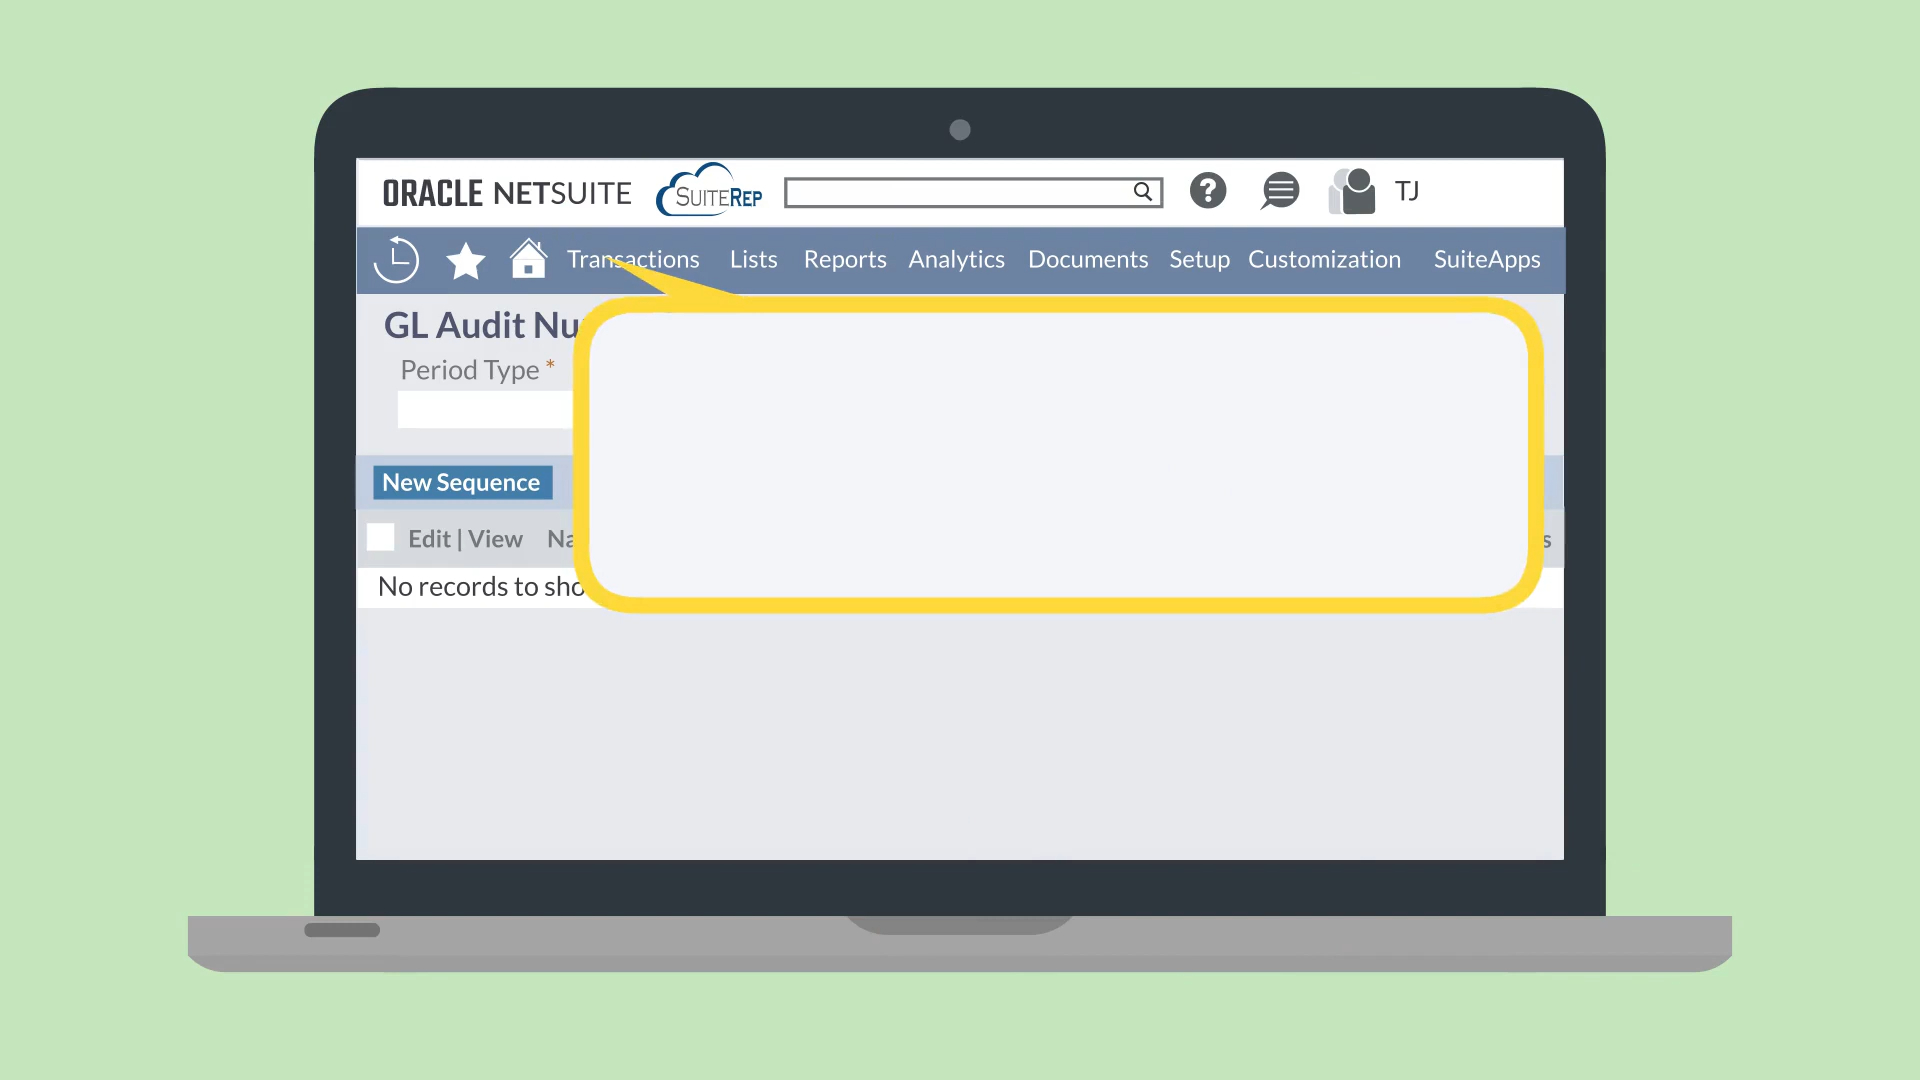 ORACLE NETSUITE SUITEREP TJ
Transactions Lists Reports Analytics Documents Setup Customization SuiteApps
GL Audit Nu
Period Type *
New Sequence
Edit | View Na s
No records to sho